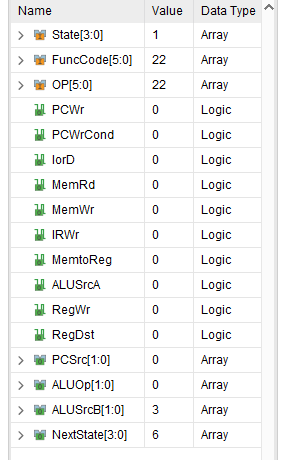 Name Value Data Type
State[3:0] 1 Array
FuncCode[5:0] 22 Array
OP[5:0] 22 Array
PCWr 0 Logic
PCWrCond 0 Logic
IorD 0 Logic
MemRd 0 Logic
MemWr 0 Logic
IRWr 0 Logic
MemtoReg 0 Logic
ALUSrcA 0 Logic
RegWr 0 Logic
RegDst 0 Logic
PCSrc[1:0] 0 Array
ALUOp[1:0] 0 Array
ALUSrcB[1:0] 3 Array
NextState[3:0] 6 Array